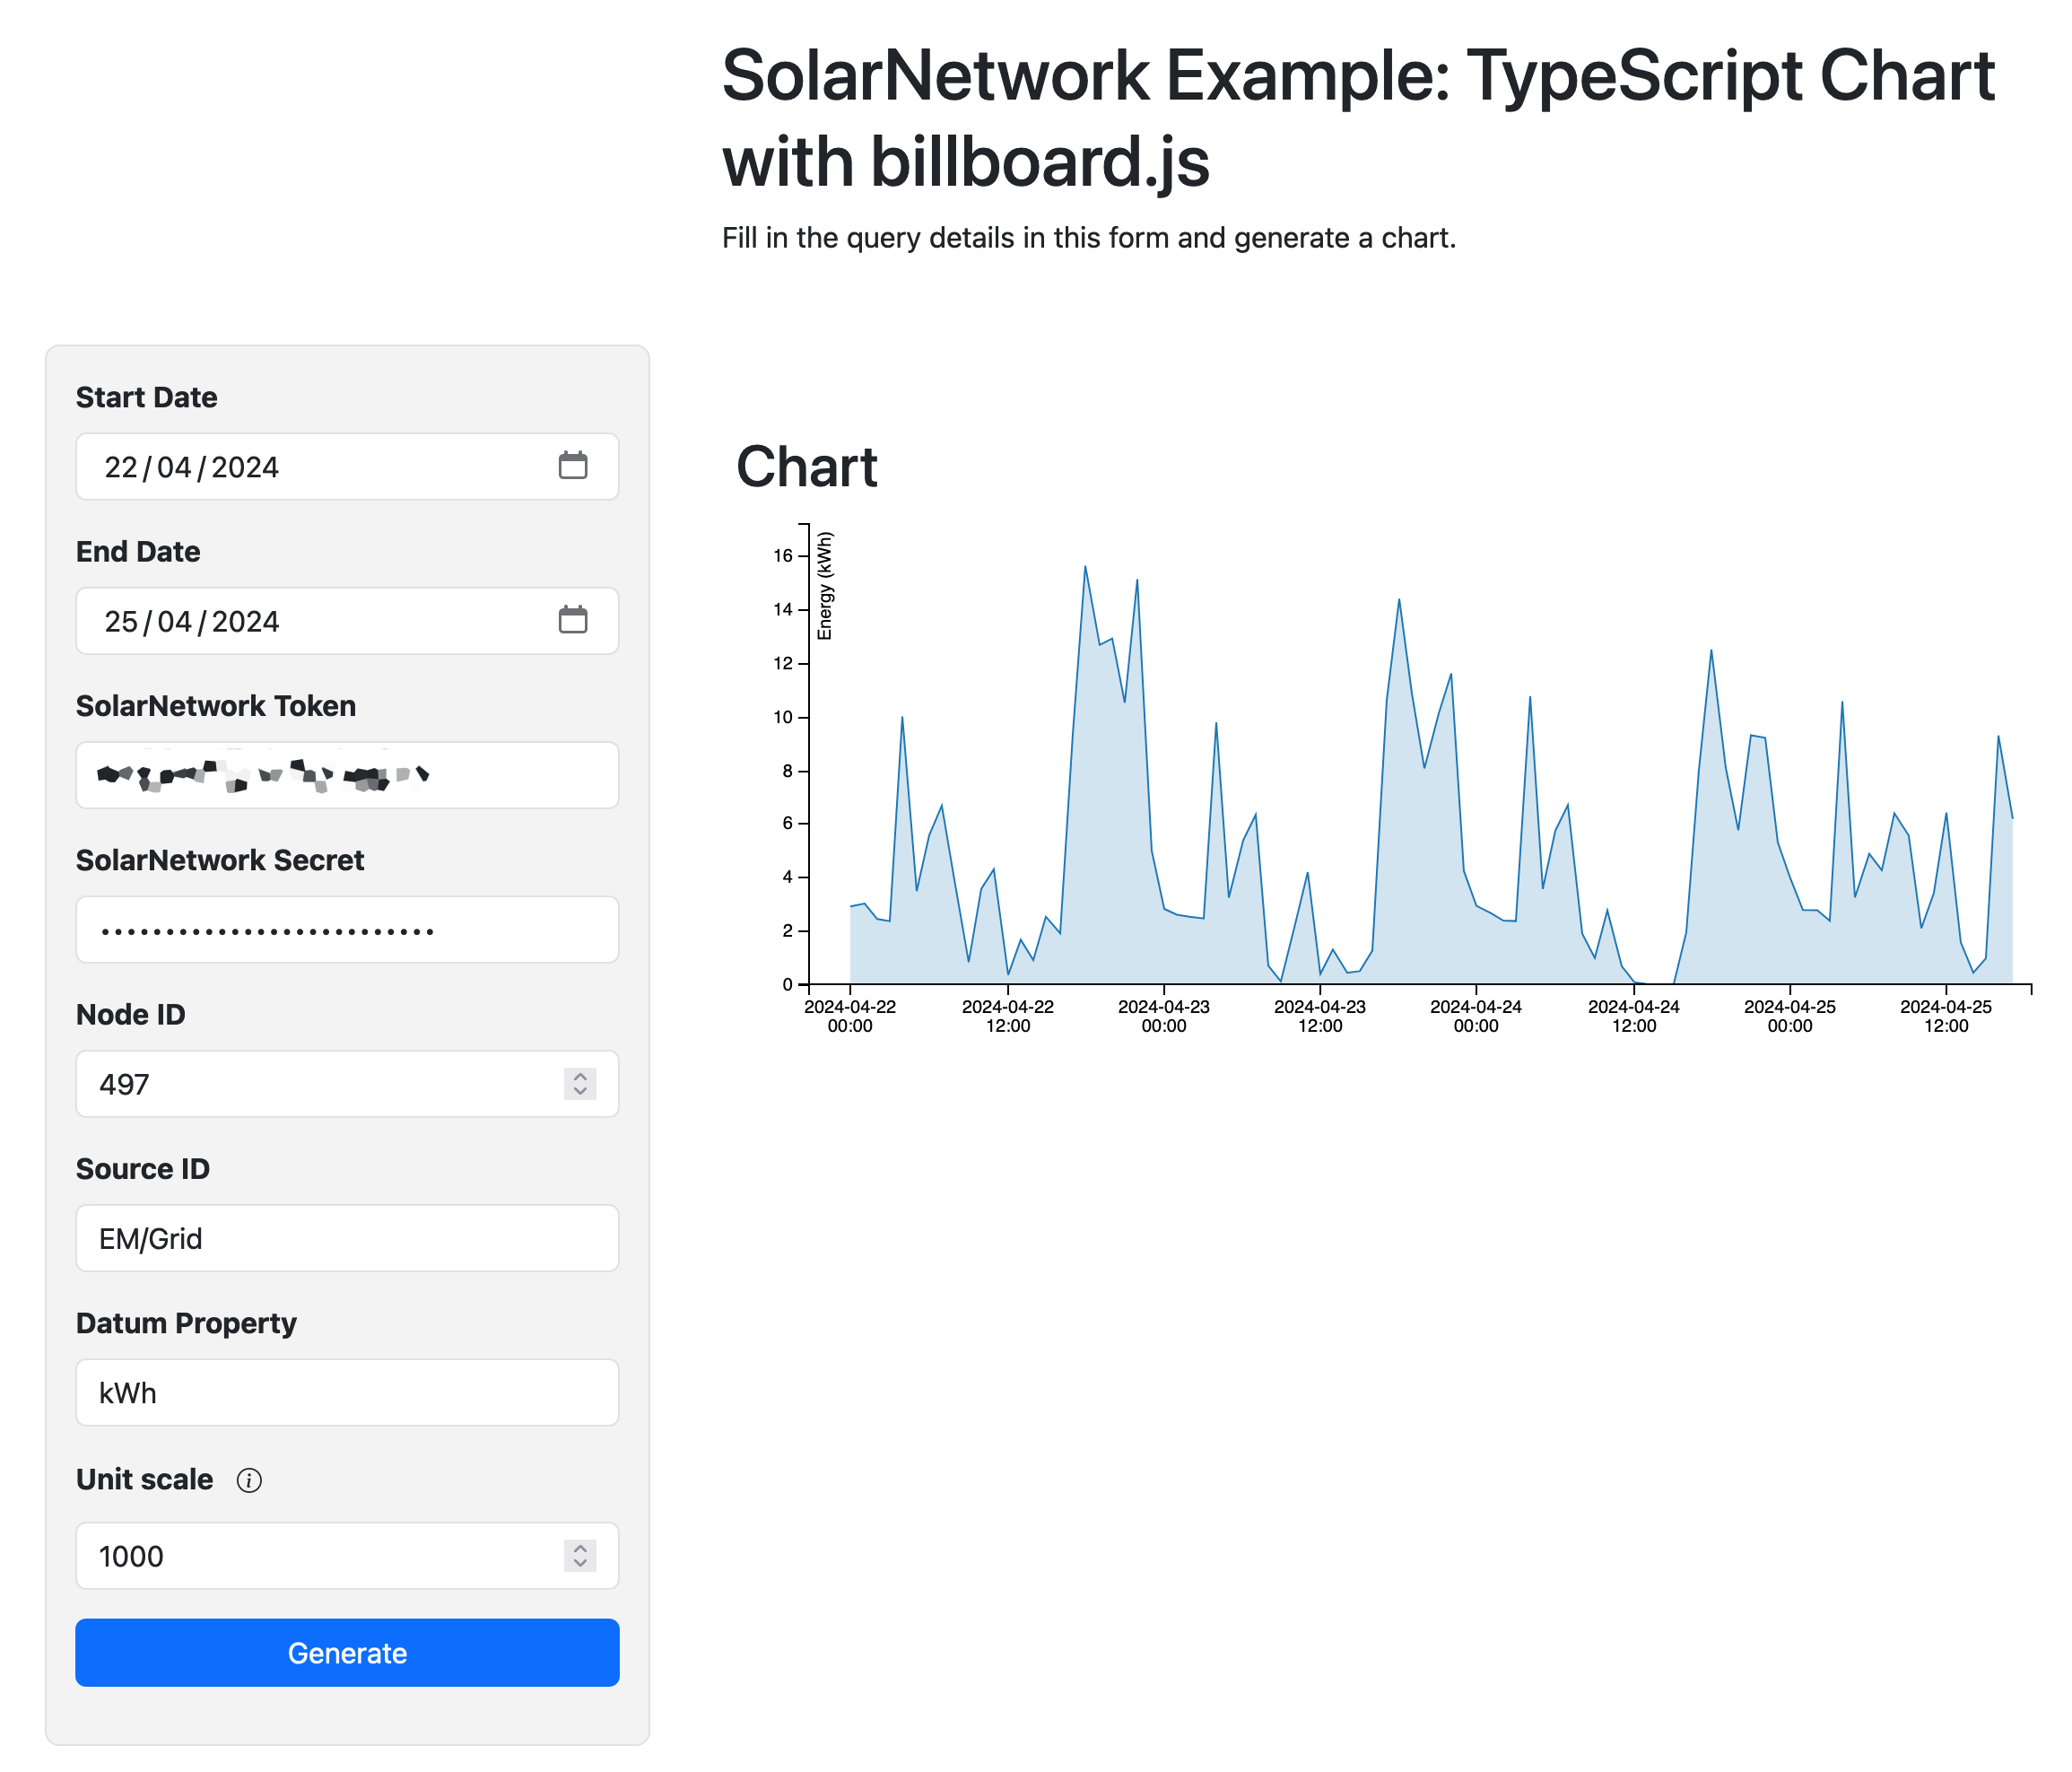 SolarNetwork Example: TypeScript Chart
with billboard.js
Fill in the query details in this form and generate a chart.
Start Date
22/04/2024
End Date
25/04/2024
SolarNetwork Token
SolarNetwork Secret
••••••••••••••••••••••••••
Node ID
497
Source ID
EM/Grid
Datum Property
kWh
Unit scale
1000
Generate
Chart
Energy (kWh)
16
14
12
10
8
6
4
2
0
2024-04-22 2024-04-22 2024-04-23 2024-04-23 2024-04-24 2024-04-24 2024-04-25 2024-04-25
00:00 12:00 00:00 12:00 00:00 12:00 00:00 12:00